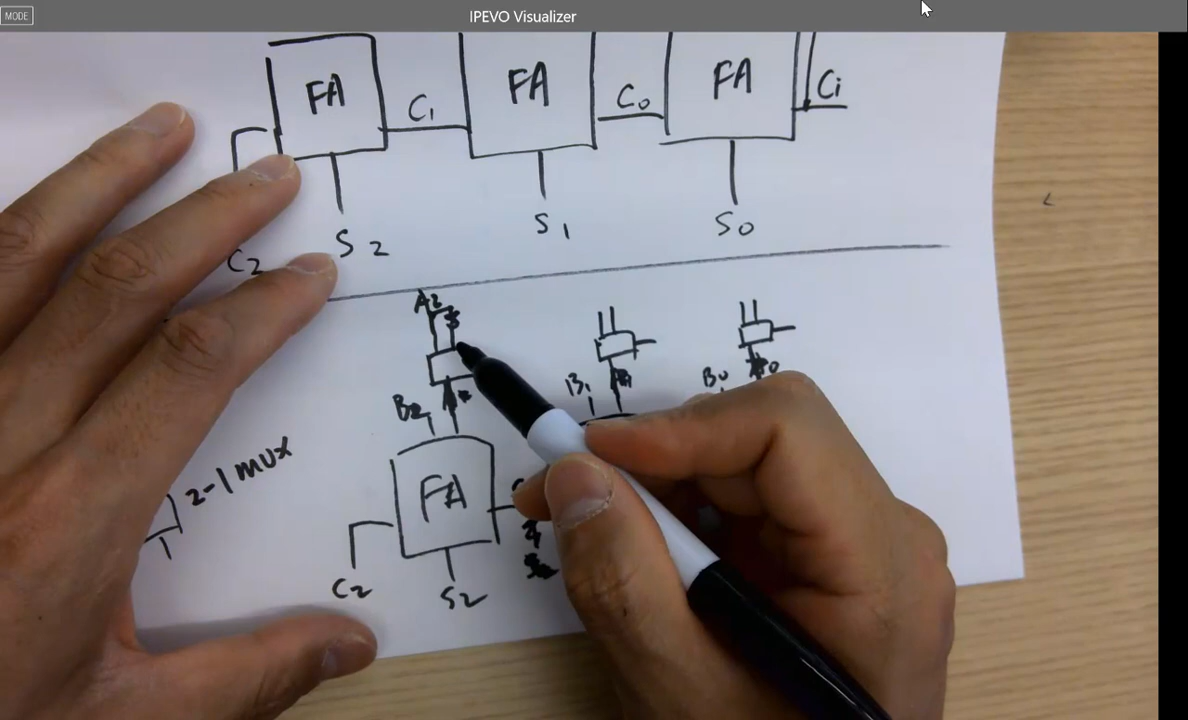 MODE
IPEVO Visualizer
FA C1 FA C0 FA Ci
C2 S2 S1 S0
A2
B2 B1 B0
2-1 MUX
FA
C2 S2